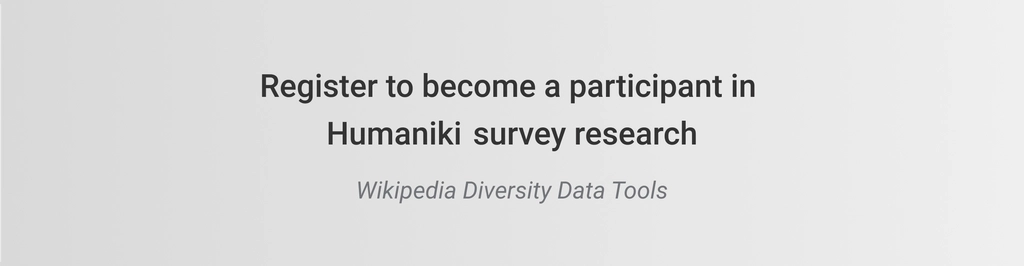 Register to become a participant in
Humaniki survey research
Wikipedia Diversity Data Tools